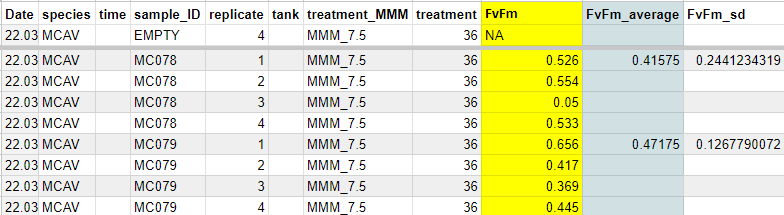 Date species time sample_ID replicate tank treatment_MMM treatment FvFm FvFm_average FvFm_sd
22.03 MCAV EMPTY 4 MMM_7.5 36 NA
22.03 MCAV MC078 1 MMM_7.5 36 0.526 0.41575 0.2441234319
22.03 MCAV MC078 2 MMM_7.5 36 0.554
22.03 MCAV MC078 3 MMM_7.5 36 0.05
22.03 MCAV MC078 4 MMM_7.5 36 0.533
22.03 MCAV MC079 1 MMM_7.5 36 0.656 0.47175 0.1267790072
22.03 MCAV MC079 2 MMM_7.5 36 0.417
22.03 MCAV MC079 3 MMM_7.5 36 0.369
22.03 MCAV MC079 4 MMM_7.5 36 0.445